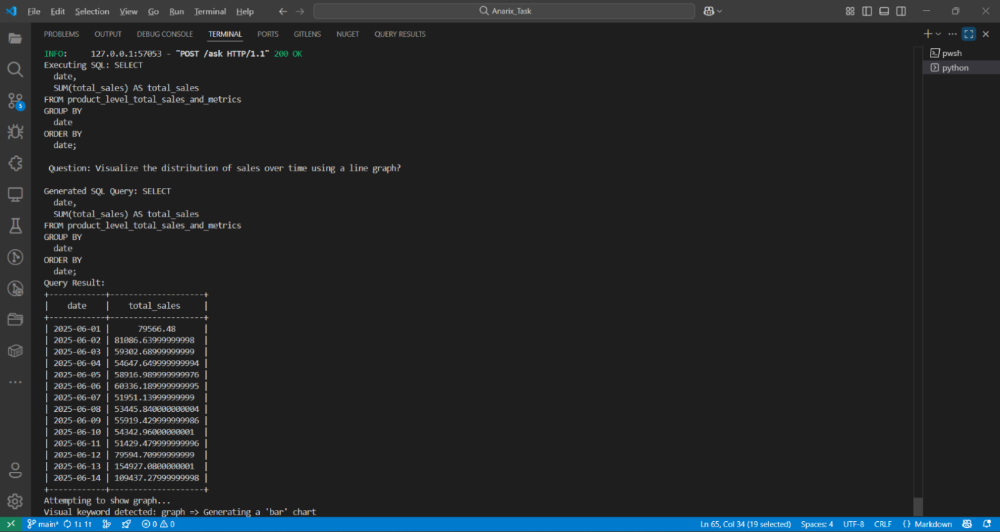 File Edit Selection View Go Run Terminal Help
Anarix_Task
PROBLEMS OUTPUT DEBUG CONSOLE TERMINAL PORTS GITLENS NUGET QUERY RESULTS
pwsh
python
5
INFO:     127.0.0.1:57053 - "POST /ask HTTP/1.1" 200 OK
Executing SQL: SELECT
  date,
  SUM(total_sales) AS total_sales
FROM product_level_total_sales_and_metrics
GROUP BY
  date
ORDER BY
  date;
 Question: Visualize the distribution of sales over time using a line graph?
Generated SQL Query: SELECT
  date,
  SUM(total_sales) AS total_sales
FROM product_level_total_sales_and_metrics
GROUP BY
  date
ORDER BY
  date;
Query Result:
+------------+--------------------+
|    date    |    total_sales     |
+------------+--------------------+
| 2025-06-01 |      79566.48      |
| 2025-06-02 | 81086.63999999998  |
| 2025-06-03 | 59302.689999999999  |
| 2025-06-04 | 54647.649999999994 |
| 2025-06-05 | 58916.989999999976 |
| 2025-06-06 | 60336.189999999995 |
| 2025-06-07 | 51951.13999999999  |
| 2025-06-08 | 53445.840000000004 |
| 2025-06-09 | 55919.429999999986 |
| 2025-06-10 | 54342.96000000001  |
| 2025-06-11 | 51429.479999999996 |
| 2025-06-12 | 79594.70999999999  |
| 2025-06-13 | 154927.0800000001  |
| 2025-06-14 | 109437.27999999998 |
+------------+--------------------+
Attempting to show graph...
Visual keyword detected: graph => Generating a 'bar' chart
main* 1↓ 1↑ 0 0 Ln 65, Col 34 (19 selected) Spaces: 4 UTF-8 CRLF {} Markdown